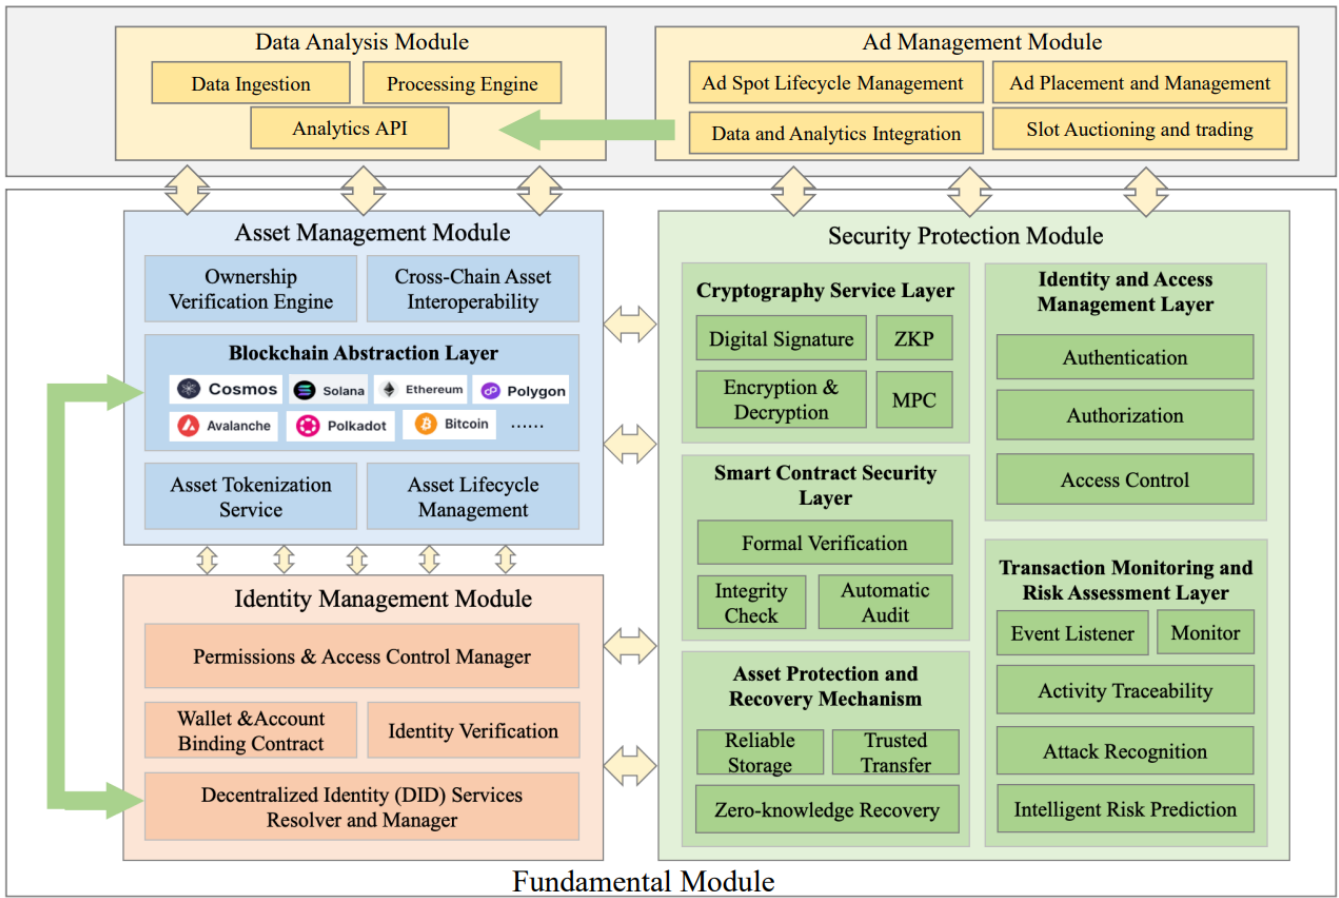 Data Analysis Module
Data Ingestion
Processing Engine
Analytics API
Ad Management Module
Ad Spot Lifecycle Management
Ad Placement and Management
Data and Analytics Integration
Slot Auctioning and trading
Asset Management Module
Ownership
Verification Engine
Cross-Chain Asset
Interoperability
Blockchain Abstraction Layer
Cosmos
Solana
Ethereum
Polygon
Avalanche
Polkadot
Bitcoin
......
Asset Tokenization
Service
Asset Lifecycle
Management
Identity Management Module
Permissions & Access Control Manager
Wallet &Account
Binding Contract
Identity Verification
Decentralized Identity (DID) Services
Resolver and Manager
Security Protection Module
Cryptography Service Layer
Digital Signature
ZKP
Encryption &
Decryption
MPC
Smart Contract Security
Layer
Formal Verification
Integrity
Check
Automatic
Audit
Asset Protection and
Recovery Mechanism
Reliable
Storage
Trusted
Transfer
Zero-knowledge Recovery
Identity and Access
Management Layer
Authentication
Authorization
Access Control
Transaction Monitoring and
Risk Assessment Layer
Event Listener
Monitor
Activity Traceability
Attack Recognition
Intelligent Risk Prediction
Fundamental Module